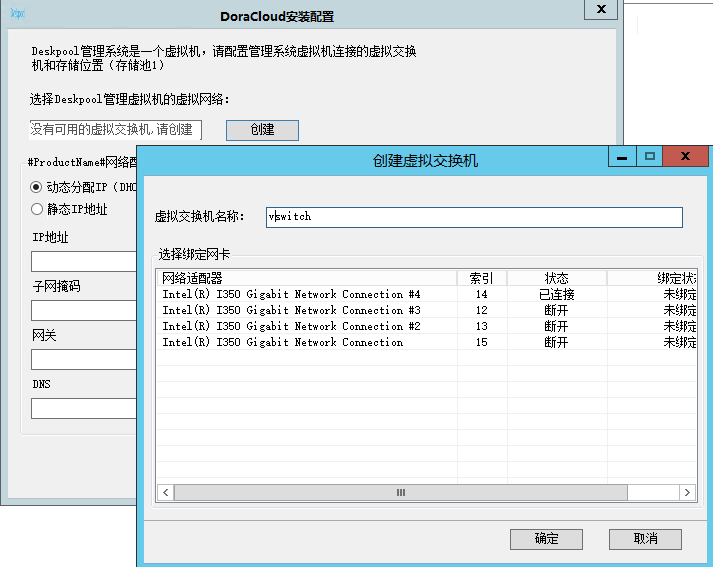 DoraCloud安装配置
Deskpool管理系统是一个虚拟机，请配置管理系统虚拟机连接的虚拟交换
机和存储位置（存储池1）
选择Deskpool管理虚拟机的虚拟网络：
没有可用的虚拟交换机,请创建
创建
#ProductName#网络配
动态分配IP（DHC
静态IP地址
IP地址
子网掩码
网关
DNS
创建虚拟交换机
虚拟交换机名称：
vswitch
选择绑定网卡
网络适配器 索引 状态 绑定状
Intel(R) I350 Gigabit Network Connection #4 14 已连接 未绑定
Intel(R) I350 Gigabit Network Connection #3 12 断开 未绑定
Intel(R) I350 Gigabit Network Connection #2 13 断开 未绑定
Intel(R) I350 Gigabit Network Connection 15 断开 未绑定
确定
取消